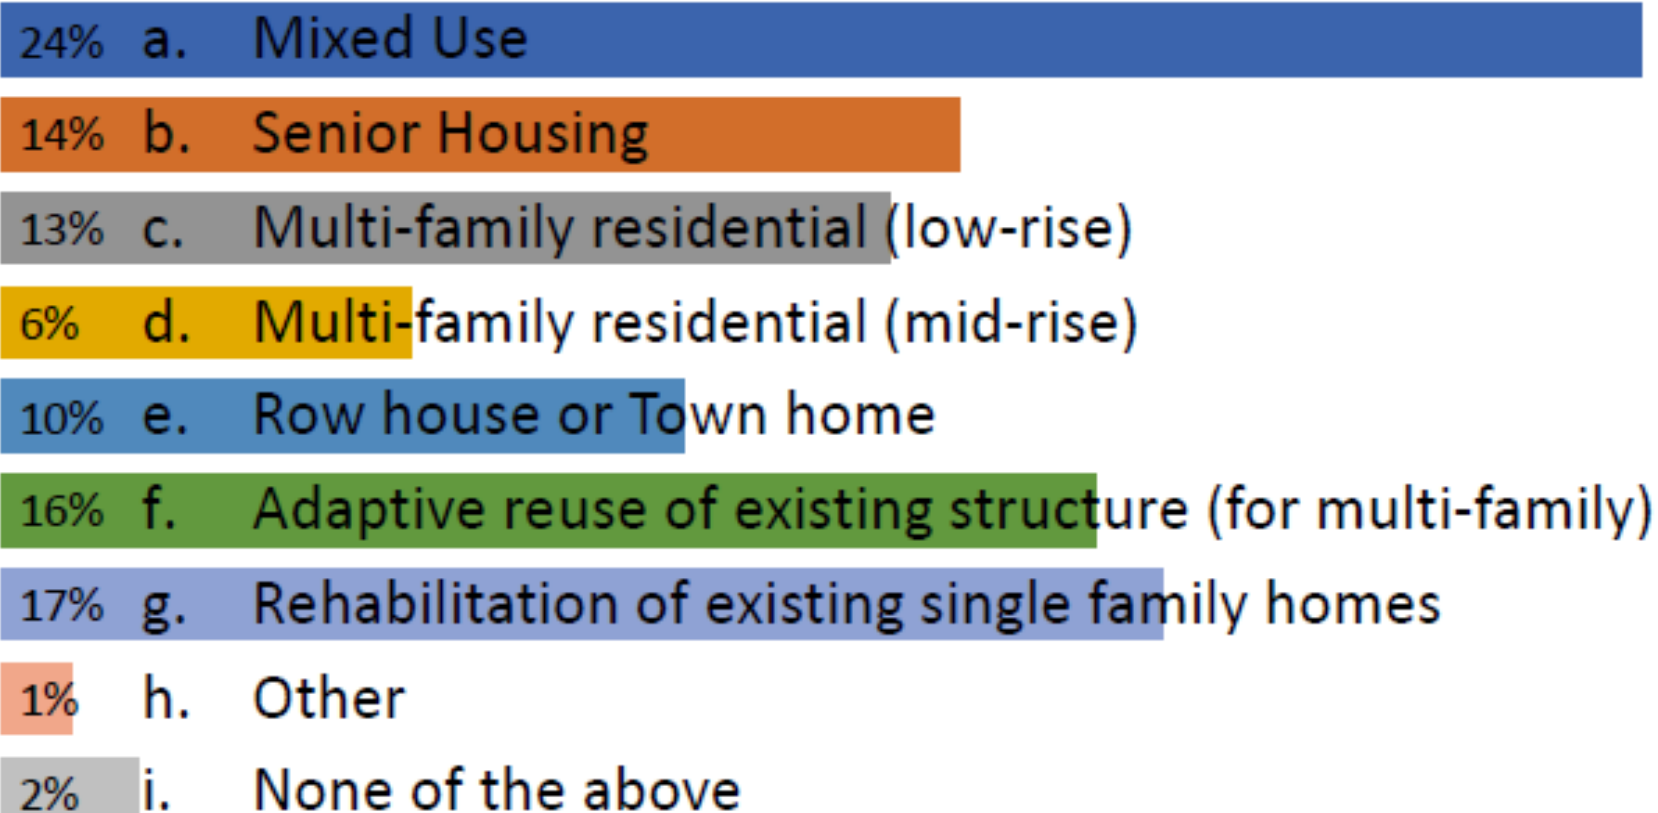 24% a. Mixed Use
14% b. Senior Housing
13% c. Multi-family residential (low-rise)
6% d. Multi-family residential (mid-rise)
10% e. Row house or Town home
16% f. Adaptive reuse of existing structure (for multi-family)
17% g. Rehabilitation of existing single family homes
1% h. Other
2% i. None of the above